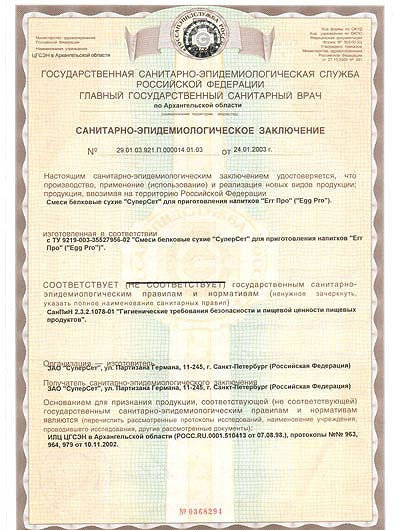 Министерство здравоохранения
Российской Федерации
Наименование учреждения
ЦГСЭН в Архангельской области
Код формы по ОКУД
Код учреждения по ОКПО
Медицинская документация
Утверждена приказом
Министерства здравоохранения
Российской Федерации
от 27.10.2000 № 381
ГОСУДАРСТВЕННАЯ САНИТАРНО-ЭПИДЕМИОЛОГИЧЕСКАЯ СЛУЖБА
РОССИЙСКОЙ ФЕДЕРАЦИИ
ГЛАВНЫЙ ГОСУДАРСТВЕННЫЙ САНИТАРНЫЙ ВРАЧ
по Архангельской области
(наименование территории, ведомства)
САНИТАРНО-ЭПИДЕМИОЛОГИЧЕСКОЕ ЗАКЛЮЧЕНИЕ
№ 29.01.03.921.П.000014.01.03 от 24.01.2003 г.
Настоящим санитарно-эпидемиологическим заключением удостоверяется, что
производство, применение (использование) и реализация новых видов продукции;
продукция, ввозимая на территорию Российской Федерации
Смеси белковые сухие "СуперСет" для приготовления напитков "Егг Про" ("Egg Pro").
изготовленная в соответствии
с ТУ 9219-003-35527956-02 "Смеси белковые сухие "СуперСет" для приготовления напитков "Егг
Про" ("Egg Pro")".
СООТВЕТСТВУЕТ (НЕ СООТВЕТСТВУЕТ) государственным санитарно-
эпидемиологическим правилам и нормативам (ненужное зачеркнуть,
указать полное наименование санитарных правил)
СанПиН 2.3.2.1078-01 "Гигиенические требования безопасности и пищевой ценности пищевых
продуктов".
Организация — изготовитель
ЗАО "СуперСет", ул. Партизана Германа, 11-245, г. Санкт-Петербург (Российская Федерация)
Получатель санитарно-эпидемиологического заключения
ЗАО "СуперСет", ул. Партизана Германа, 11-245, г. Санкт-Петербург (Российская Федерация)
Основанием для признания продукции, соответствующей (не соответствующей)
государственным санитарно-эпидемиологическим правилам и нормативам
являются (перечислить рассмотренные протоколы исследований, наименование учреждения,
проводившего исследования, другие рассмотренные документы):
ИЛЦ ЦГСЭН в Архангельской области (РОСС.RU.0001.510413 от 07.08.98.), протоколы №№ 963,
964, 979 от 10.11.2002.
№ 0368294